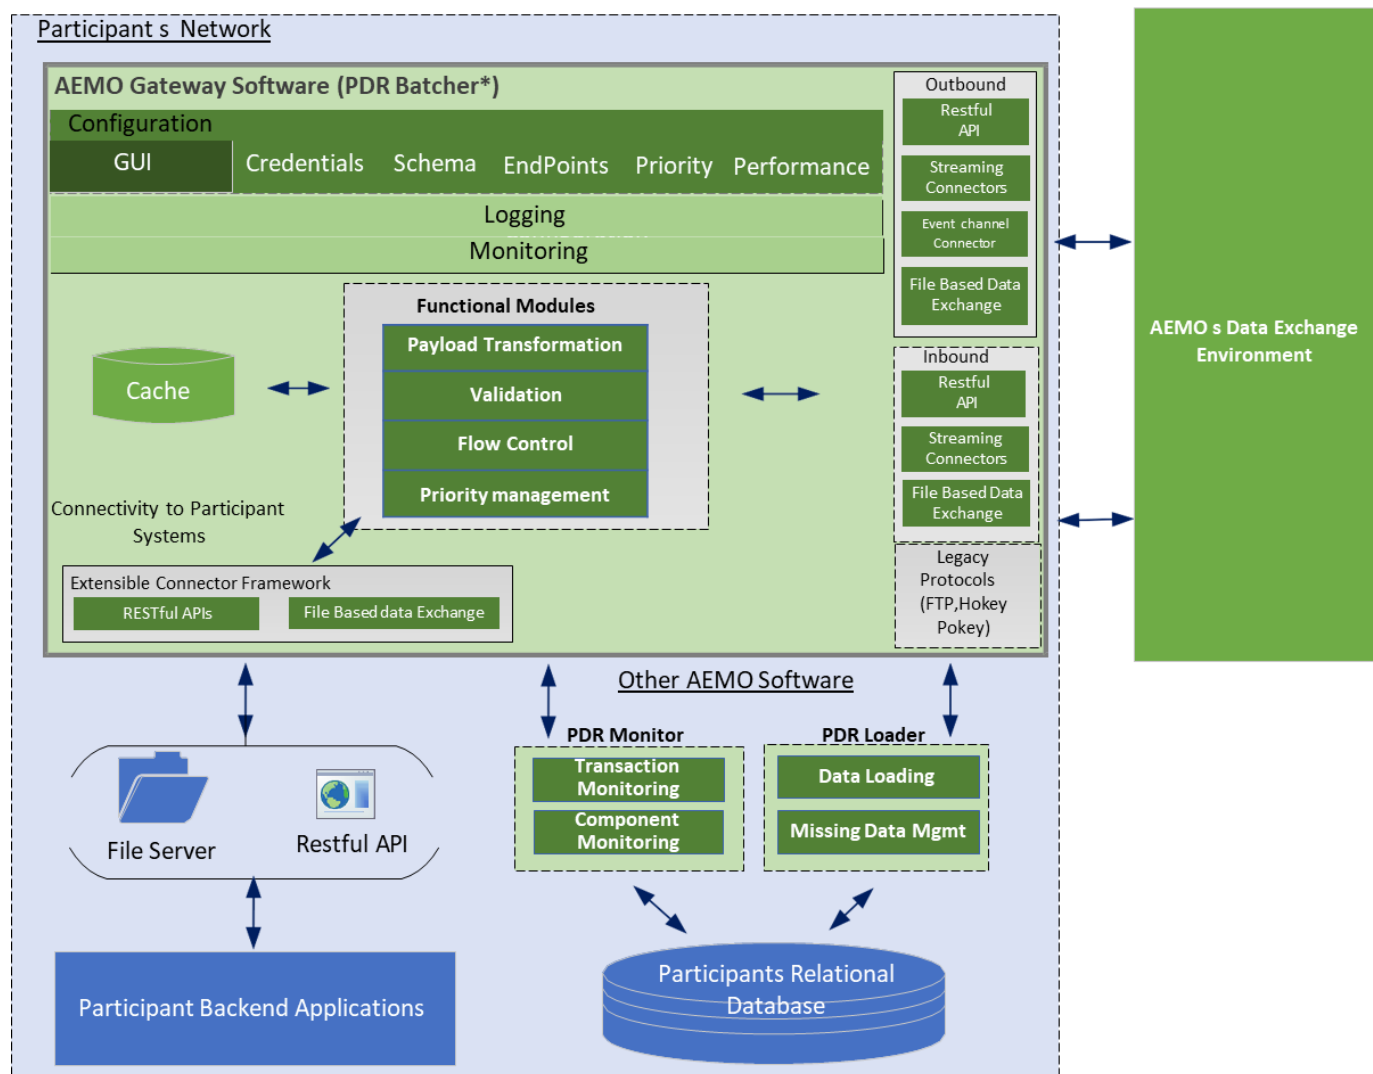 Participant s  Network
AEMO Gateway Software (PDR Batcher*)
Configuration
GUI
Credentials
Schema
EndPoints
Priority
Performance
Logging
Monitoring
Outbound
Restful
API
Streaming
Connectors
Event channel
Connector
File Based Data
Exchange
Inbound
Restful
API
Streaming
Connectors
File Based Data
Exchange
Legacy
Protocols
(FTP,Hokey
Pokey)
Functional Modules
Payload Transformation
Validation
Flow Control
Priority management
Cache
Connectivity to Participant
Systems
Extensible Connector Framework
RESTful APIs
File Based data Exchange
AEMO s Data Exchange
Environment
Other AEMO Software
PDR Monitor
Transaction
Monitoring
Component
Monitoring
PDR Loader
Data Loading
Missing Data Mgmt
File Server
Restful API
Participant Backend Applications
Participants Relational
Database